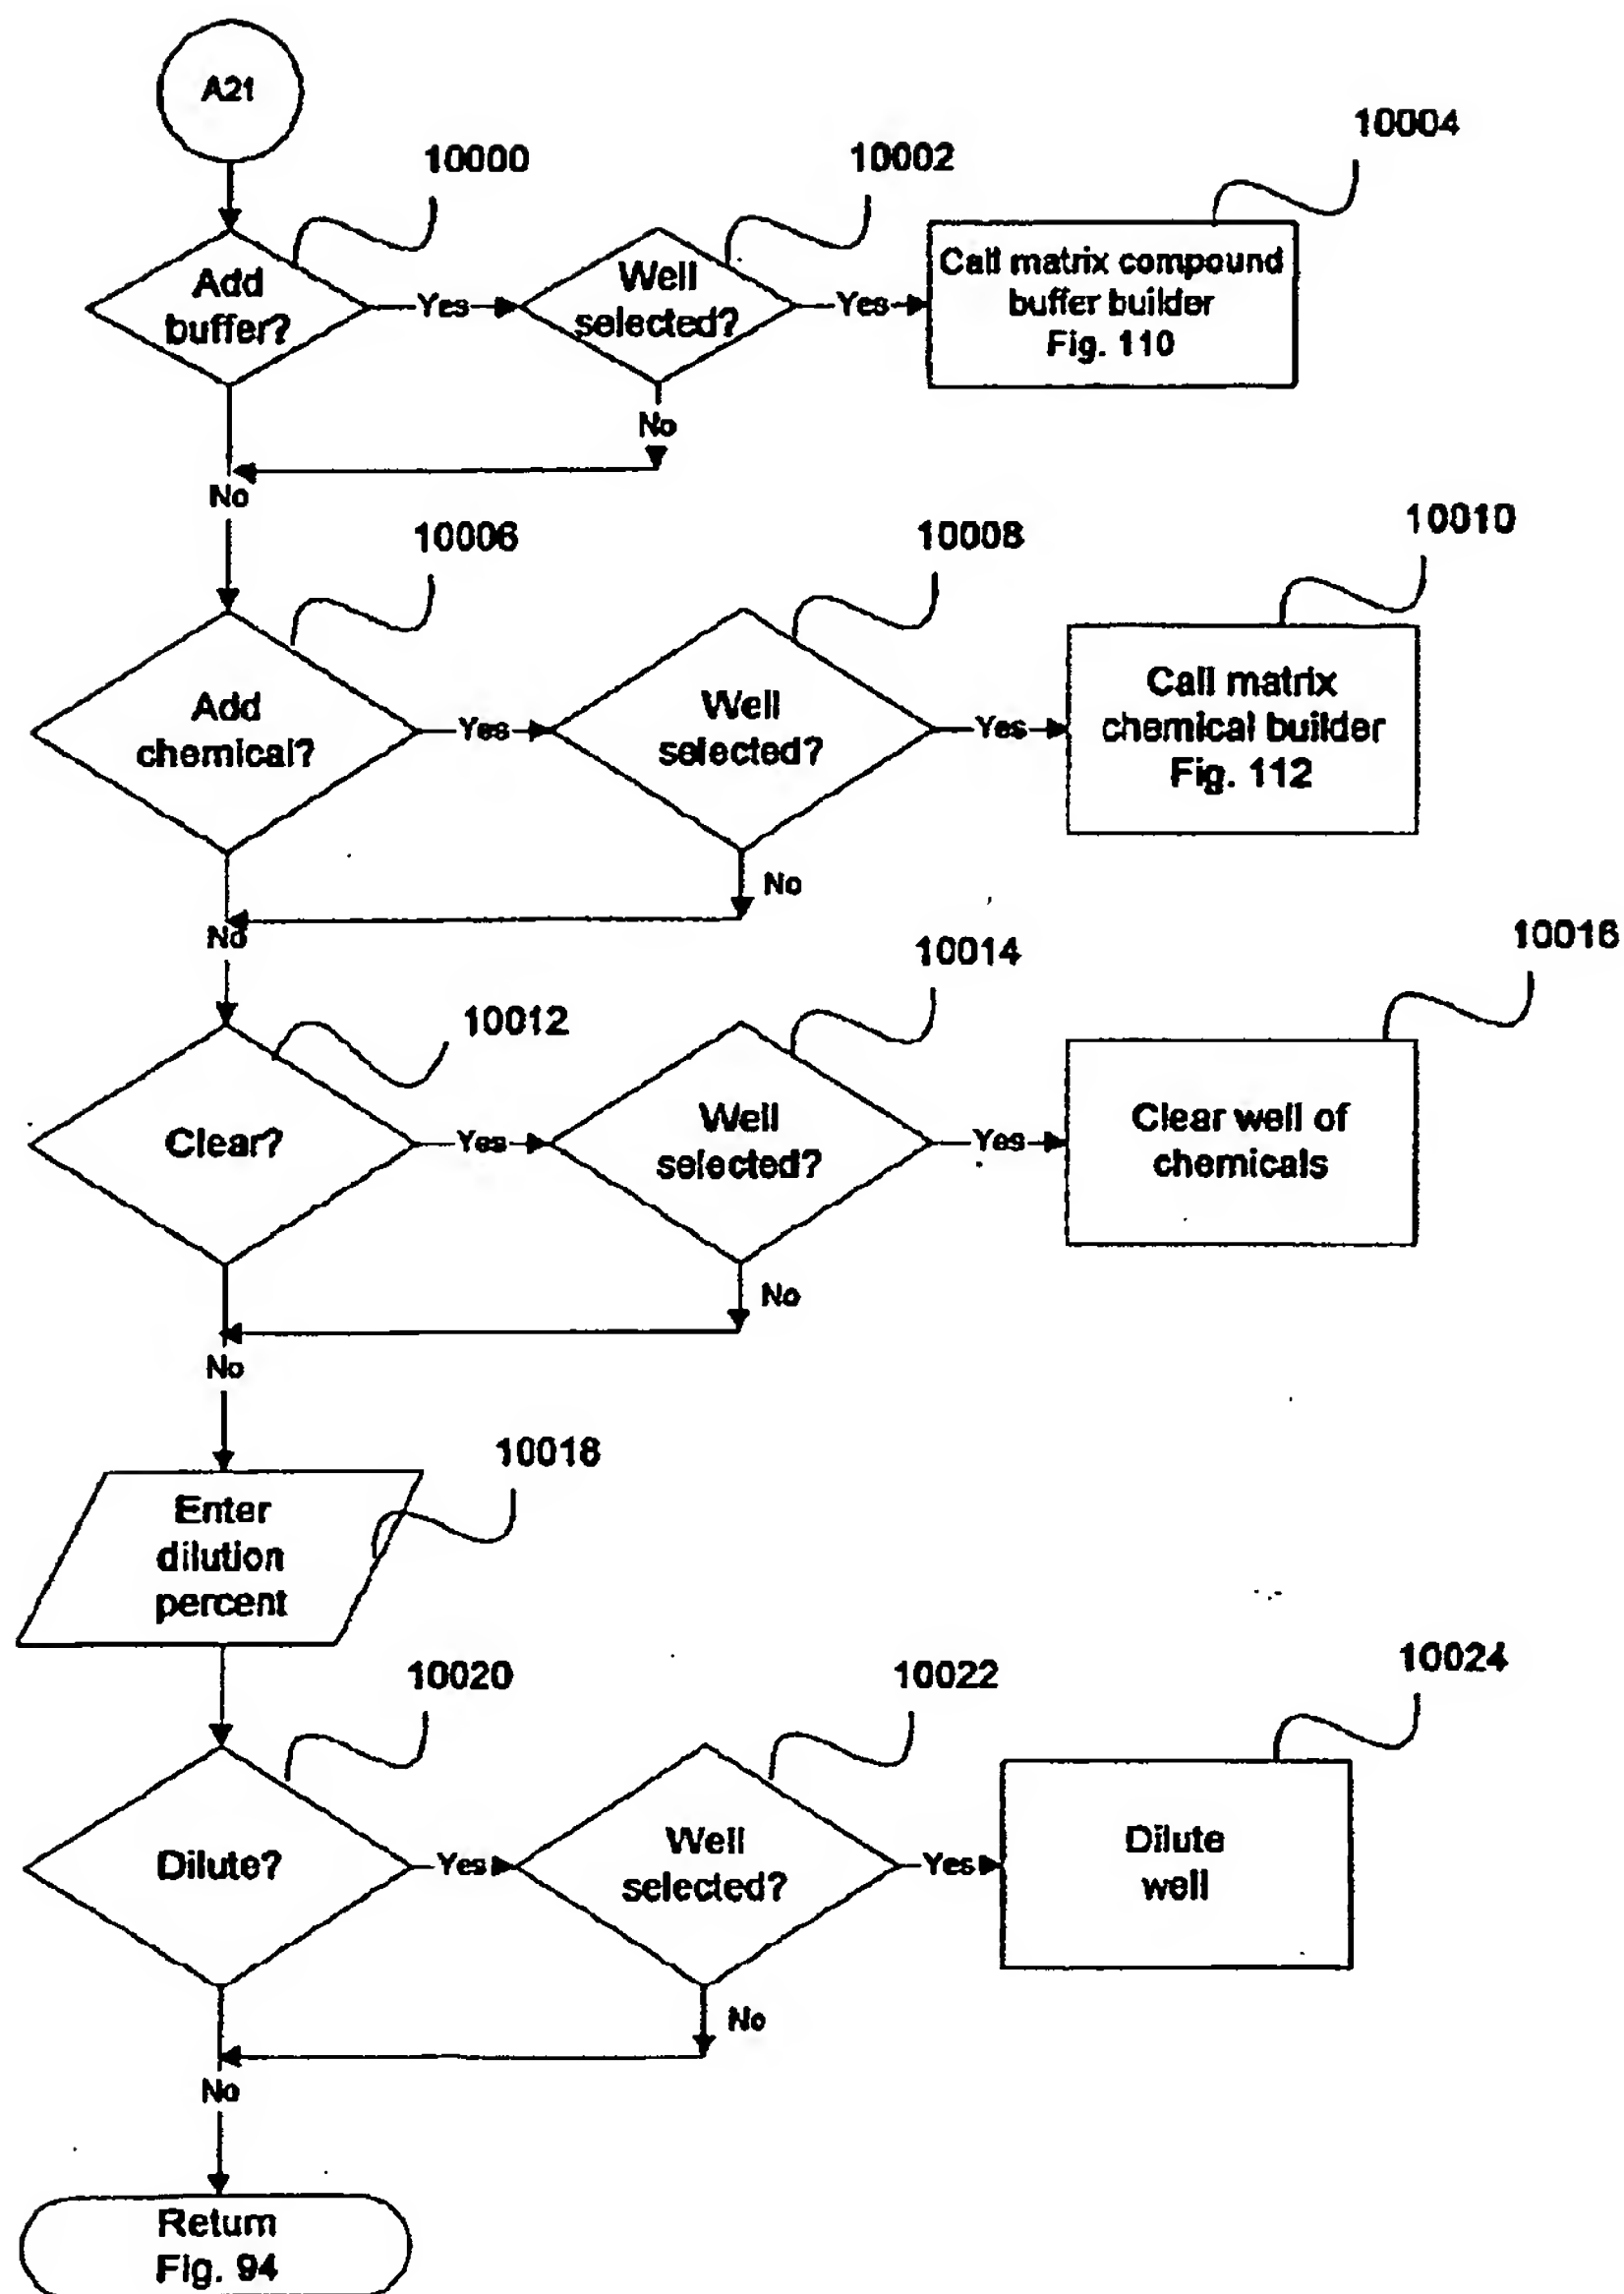 A21
10000
10002
10004
Add
buffer?
Yes
Well
selected?
Yes
Call matrix compound
buffer builder
Fig. 110
No
No
10006
10008
10010
Add
chemical?
Yes
Well
selected?
Yes
Call matrix
chemical builder
Fig. 112
No
No
10012
10014
10016
Clear?
Yes
Well
selected?
Yes
Clear well of
chemicals
No
No
10018
Enter
dilution
percent
10020
10022
10024
Dilute?
Yes
Well
selected?
Yes
Dilute
well
No
No
Return
Fig. 94